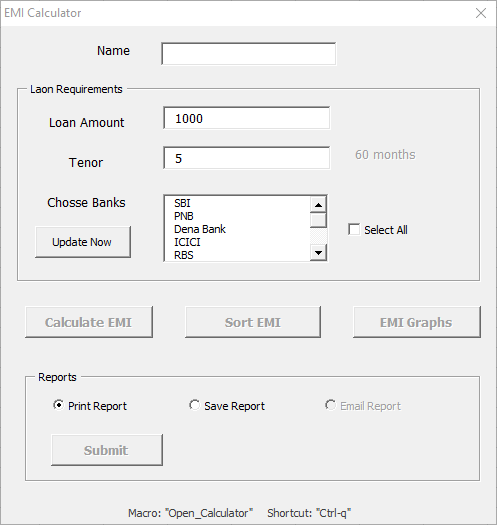 EMI Calculator
Name
Laon Requirements
Loan Amount 1000
Tenor 5 60 months
Chosse Banks SBI
PNB
Dena Bank
ICICI
RBS
Update Now
Select All
Calculate EMI Sort EMI EMI Graphs
Reports
Print Report Save Report Email Report
Submit
Macro: "Open_Calculator" Shortcut: "Ctrl-q"